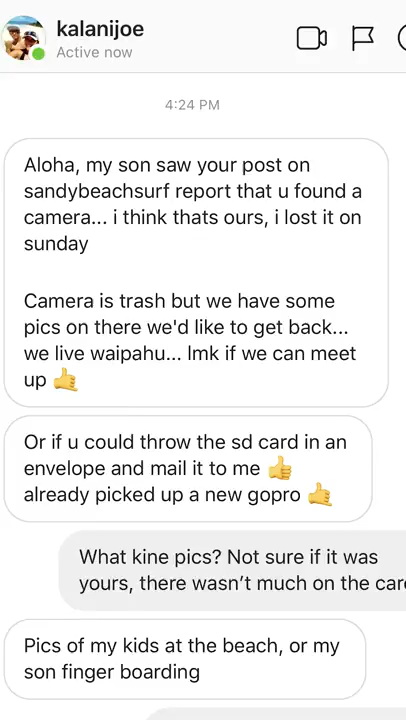 kalanijoe
Active now
4:24 PM
Aloha, my son saw your post on
sandybeachsurf report that u found a
camera... i think thats ours, i lost it on
sunday
Camera is trash but we have some
pics on there we'd like to get back...
we live waipahu... lmk if we can meet
up 🤙
Or if u could throw the sd card in an
envelope and mail it to me 👍
already picked up a new gopro 🤙
What kine pics? Not sure if it was
yours, there wasn't much on the car
Pics of my kids at the beach, or my
son finger boarding